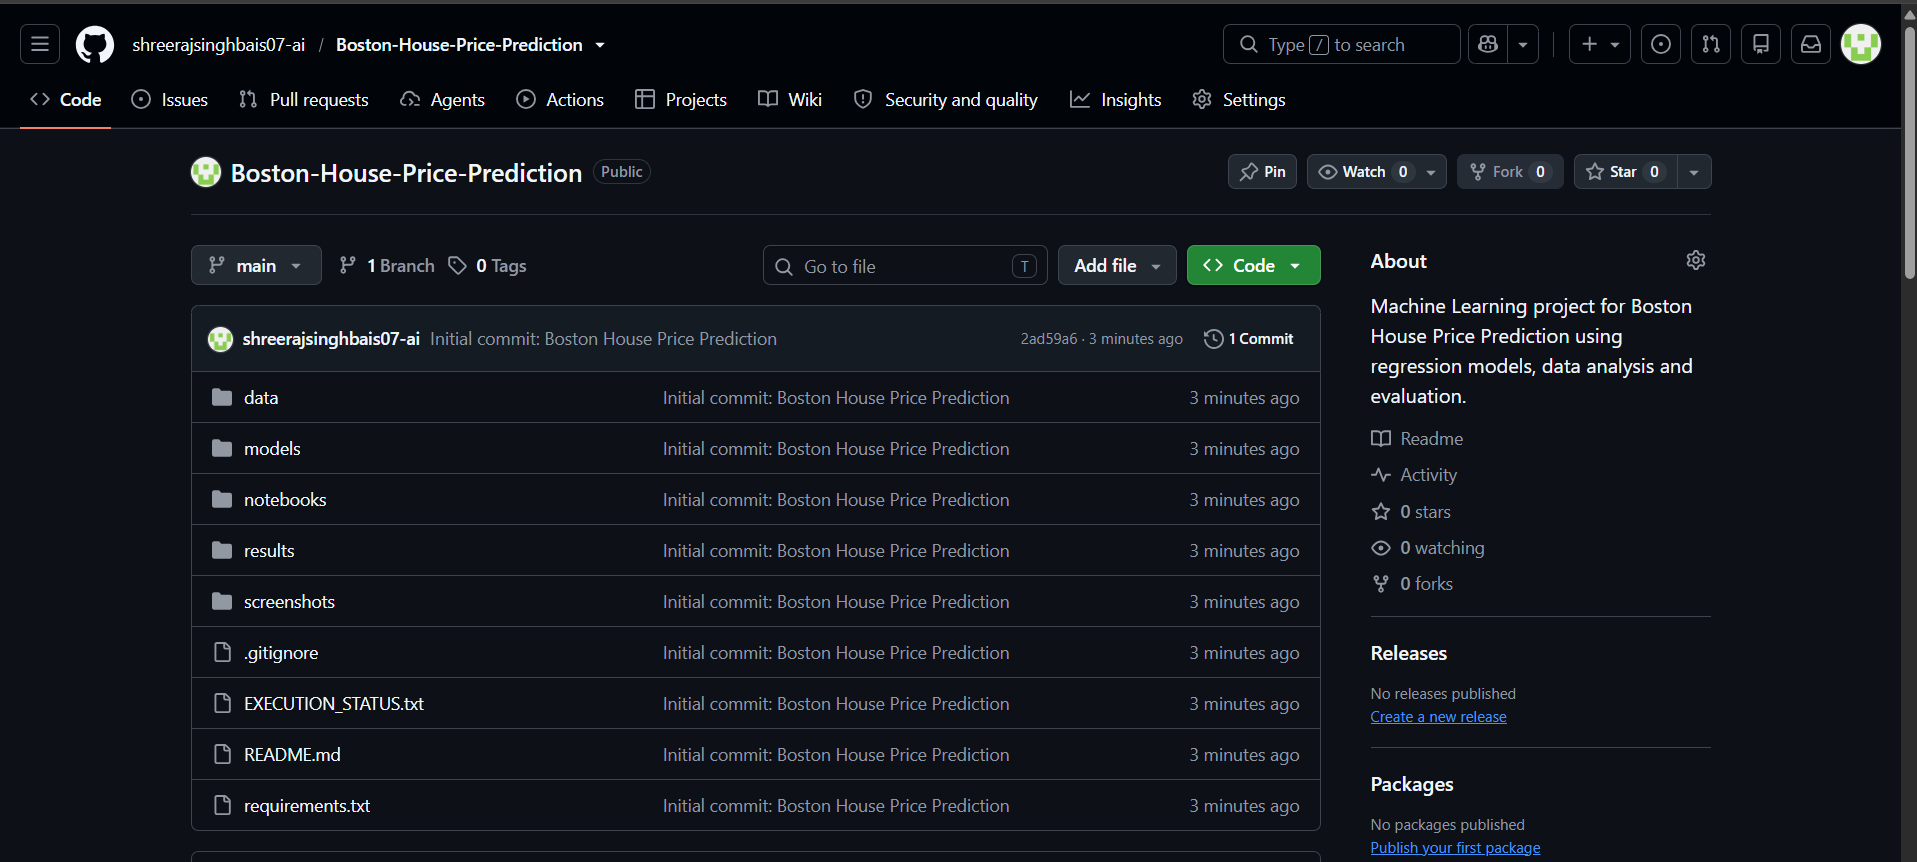 shreerajsinghbais07-ai / Boston-House-Price-Prediction
Type / to search
Code Issues Pull requests Agents Actions Projects Wiki Security and quality Insights Settings
Boston-House-Price-Prediction Public
Pin Watch 0 Fork 0 Star 0
main 1 Branch 0 Tags Go to file T Add file Code
shreerajsinghbais07-ai Initial commit: Boston House Price Prediction 2ad59a6 · 3 minutes ago 1 Commit
data Initial commit: Boston House Price Prediction 3 minutes ago
models Initial commit: Boston House Price Prediction 3 minutes ago
notebooks Initial commit: Boston House Price Prediction 3 minutes ago
results Initial commit: Boston House Price Prediction 3 minutes ago
screenshots Initial commit: Boston House Price Prediction 3 minutes ago
.gitignore Initial commit: Boston House Price Prediction 3 minutes ago
EXECUTION_STATUS.txt Initial commit: Boston House Price Prediction 3 minutes ago
README.md Initial commit: Boston House Price Prediction 3 minutes ago
requirements.txt Initial commit: Boston House Price Prediction 3 minutes ago
About
Machine Learning project for Boston
House Price Prediction using
regression models, data analysis and
evaluation.
Readme
Activity
0 stars
0 watching
0 forks
Releases
No releases published
Create a new release
Packages
No packages published
Publish your first package